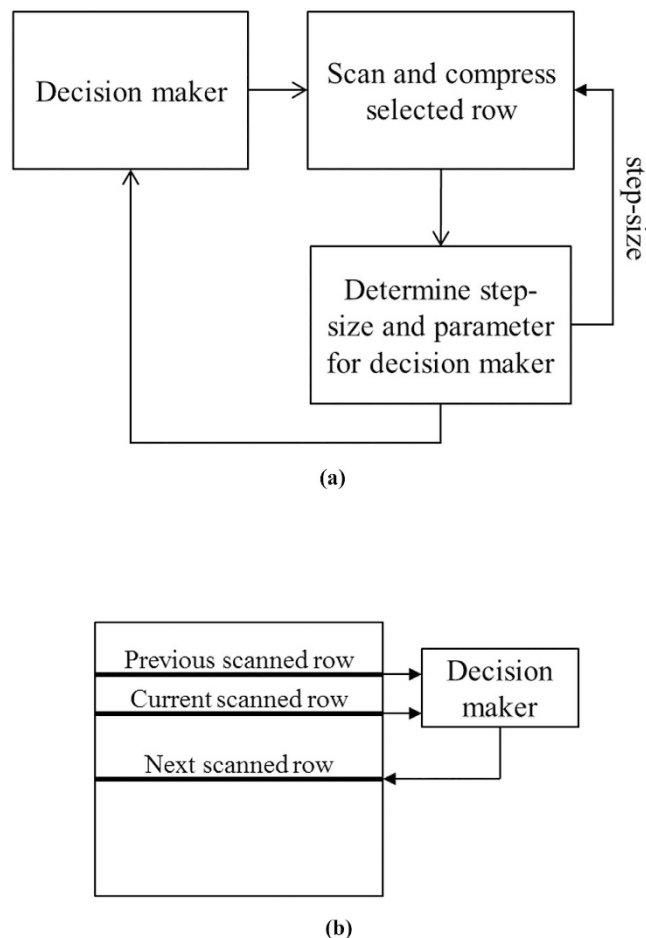 Decision maker
Scan and compress
selected row
step-size
Determine step-
size and parameter
for decision maker
(a)
Previous scanned row
Current scanned row
Next scanned row
Decision
maker
(b)